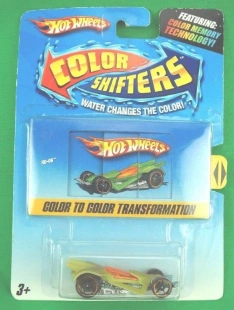 HOT WHEELS
FEATURING:
COLOR MEMORY
TECHNOLOGY!
COLOR
SHIFTERS
WATER CHANGES THE COLOR!
HOT WHEELS
COLOR TO COLOR TRANSFORMATION
3+